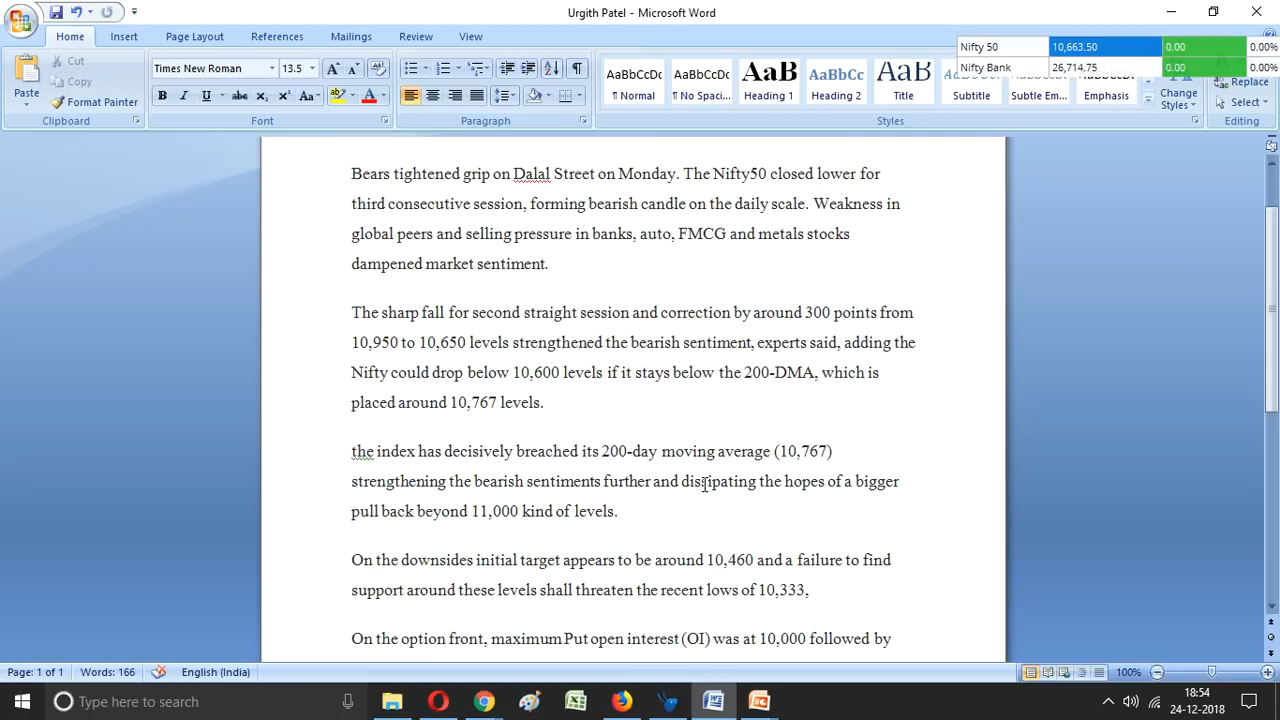 Urgith Patel - Microsoft Word
Home Insert Page Layout References Mailings Review View
Nifty 50 10,663.50 0.00 0.00%
Nifty Bank 26,714.75 0.00 0.00%
Paste Cut Copy Format Painter Clipboard
Times New Roman 13.5 Font
Paragraph
AaBbCcDc ¶ Normal
AaBbCcDc ¶ No Spaci...
AaB Heading 1
AaBbCc Heading 2
AaB Title
AaBbCcI Subtitle
AaBbCcDc Subtle Em...
AaBbCcDc Emphasis
Change Styles
Styles
Replace
Select
Editing
Bears tightened grip on Dalal Street on Monday. The Nifty50 closed lower for
third consecutive session, forming bearish candle on the daily scale. Weakness in
global peers and selling pressure in banks, auto, FMCG and metals stocks
dampened market sentiment.
The sharp fall for second straight session and correction by around 300 points from
10,950 to 10,650 levels strengthened the bearish sentiment, experts said, adding the
Nifty could drop below 10,600 levels if it stays below the 200-DMA, which is
placed around 10,767 levels.
the index has decisively breached its 200-day moving average (10,767)
strengthening the bearish sentiments further and dissipating the hopes of a bigger
pull back beyond 11,000 kind of levels.
On the downsides initial target appears to be around 10,460 and a failure to find
support around these levels shall threaten the recent lows of 10,333,
On the option front, maximum Put open interest (OI) was at 10,000 followed by
Page: 1 of 1 Words: 166 English (India) 100%
Type here to search
18:54
24-12-2018